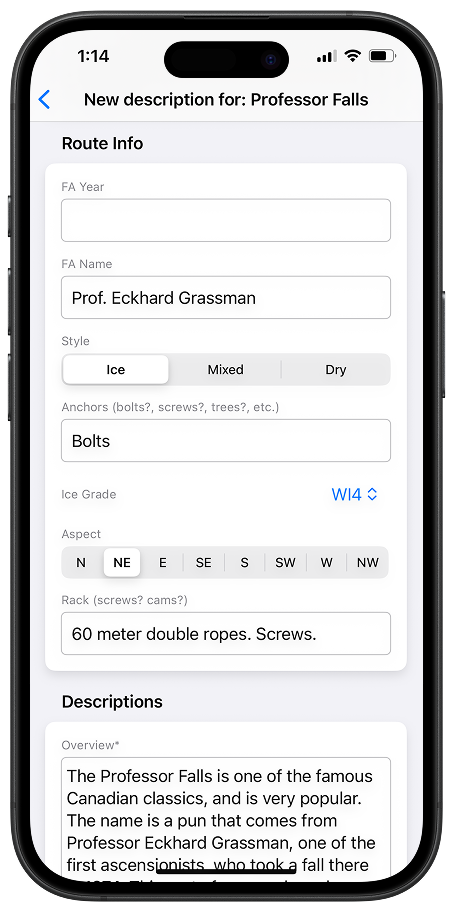 1:14
New description for: Professor Falls
Route Info
FA Year
FA Name
Prof. Eckhard Grassman
Style
Ice Mixed Dry
Anchors (bolts?, screws?, trees?, etc.)
Bolts
Ice Grade WI4
Aspect
N NE E SE S SW W NW
Rack (screws? cams?)
60 meter double ropes. Screws.
Descriptions
Overview*
The Professor Falls is one of the famous
Canadian classics, and is very popular.
The name is a pun that comes from
Professor Eckhard Grassman, one of the
first ascensionists, who took a fall there